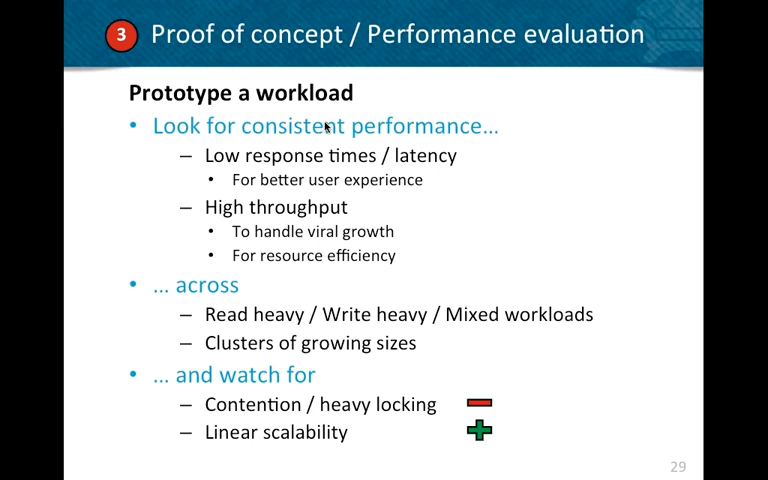 3 Proof of concept / Performance evaluation
Prototype a workload
• Look for consistent performance…
– Low response times / latency
• For better user experience
– High throughput
• To handle viral growth
• For resource efficiency
• … across
– Read heavy / Write heavy / Mixed workloads
– Clusters of growing sizes
• … and watch for
– Contention / heavy locking
– Linear scalability
29